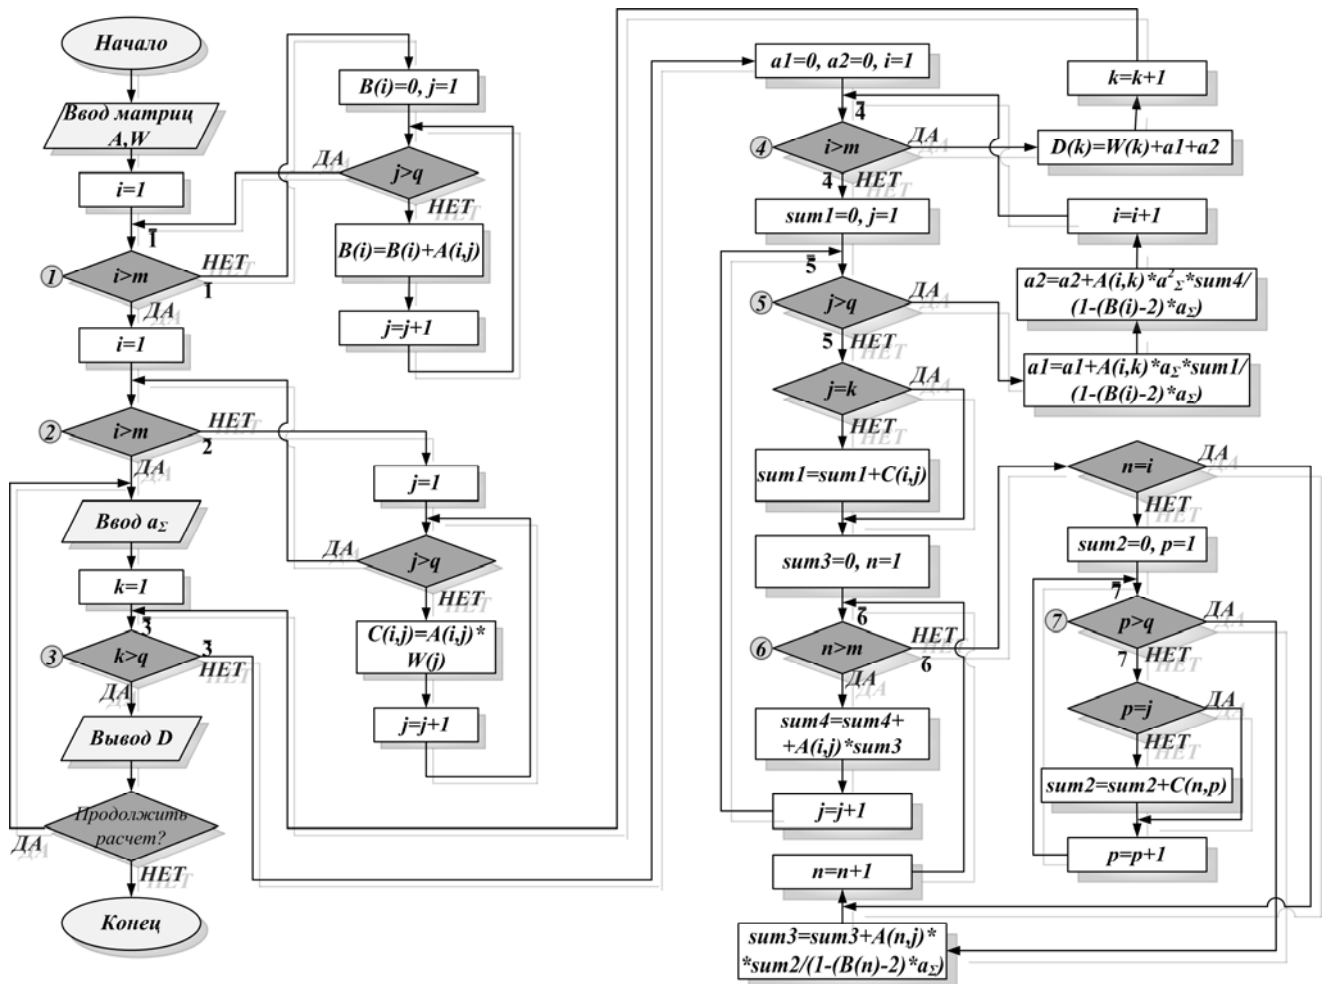 Начало
Ввод матриц
A,W
i=1
1̄
1
i>m
НЕТ
1̄
ДА
i=1
2
i>m
НЕТ
2̄
ДА
Ввод aΣ
k=1
3̄
3
k>q
3̄
НЕТ
ДА
Вывод D
Продолжить
расчет?
ДА
НЕТ
Конец
B(i)=0, j=1
ДА
j>q
НЕТ
B(i)=B(i)+A(i,j)
j=j+1
j=1
ДА
j>q
НЕТ
C(i,j)=A(i,j)*
W(j)
j=j+1
a1=0, a2=0, i=1
4̄
4
i>m
ДА
4̄
НЕТ
sum1=0, j=1
5̄
5
j>q
ДА
5̄
НЕТ
j=k
ДА
НЕТ
sum1=sum1+C(i,j)
sum3=0, n=1
6̄
6
n>m
НЕТ
6̄
ДА
sum4=sum4+
+A(i,j)*sum3
j=j+1
n=n+1
sum3=sum3+A(n,j)*
*sum2/(1-(B(n)-2)*aΣ)
k=k+1
D(k)=W(k)+a1+a2
i=i+1
a2=a2+A(i,k)*a²Σ*sum4/
(1-(B(i)-2)*aΣ)
a1=a1+A(i,k)*aΣ*sum1/
(1-(B(i)-2)*aΣ)
n=i
ДА
НЕТ
sum2=0, p=1
7̄
7
p>q
ДА
7̄
НЕТ
p=j
ДА
НЕТ
sum2=sum2+C(n,p)
p=p+1